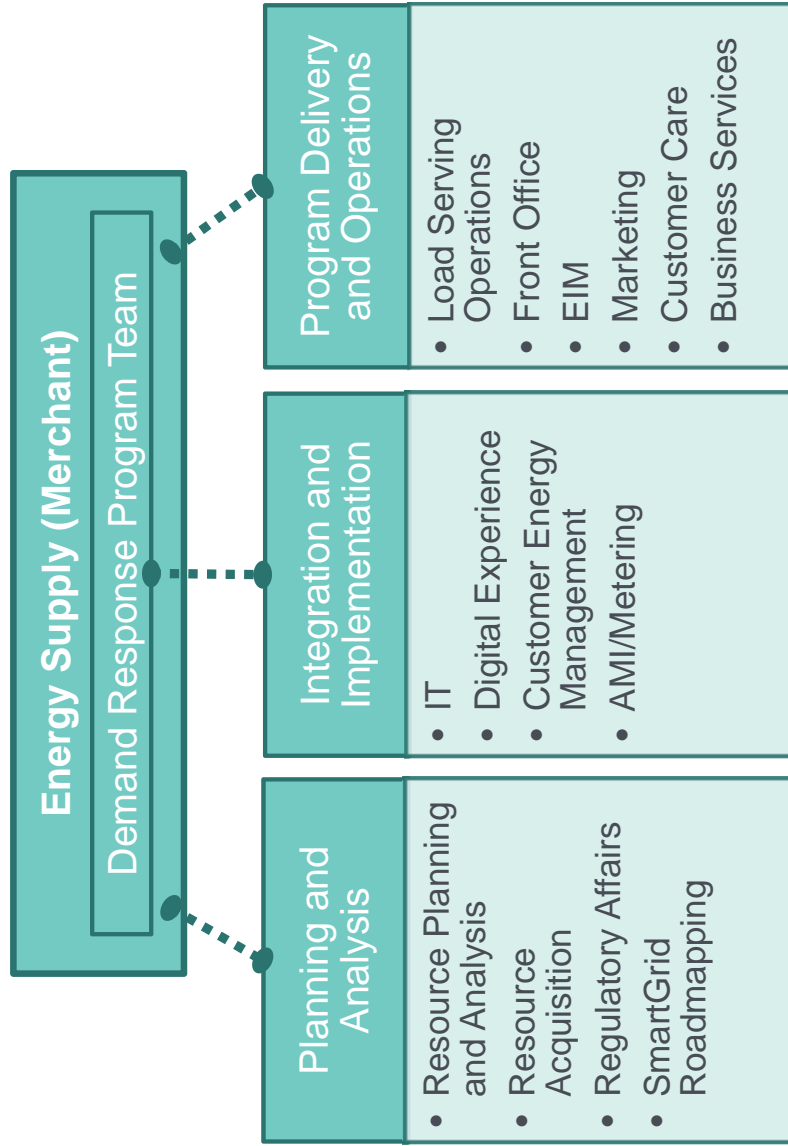 Energy Supply (Merchant)
Demand Response Program Team
Planning and
Analysis
• Resource Planning
and Analysis
• Resource
Acquisition
• Regulatory Affairs
• SmartGrid
Roadmapping
Integration and
Implementation
• IT
• Digital Experience
• Customer Energy
Management
• AMI/Metering
Program Delivery
and Operations
• Load Serving
Operations
• Front Office
• EIM
• Marketing
• Customer Care
• Business Services